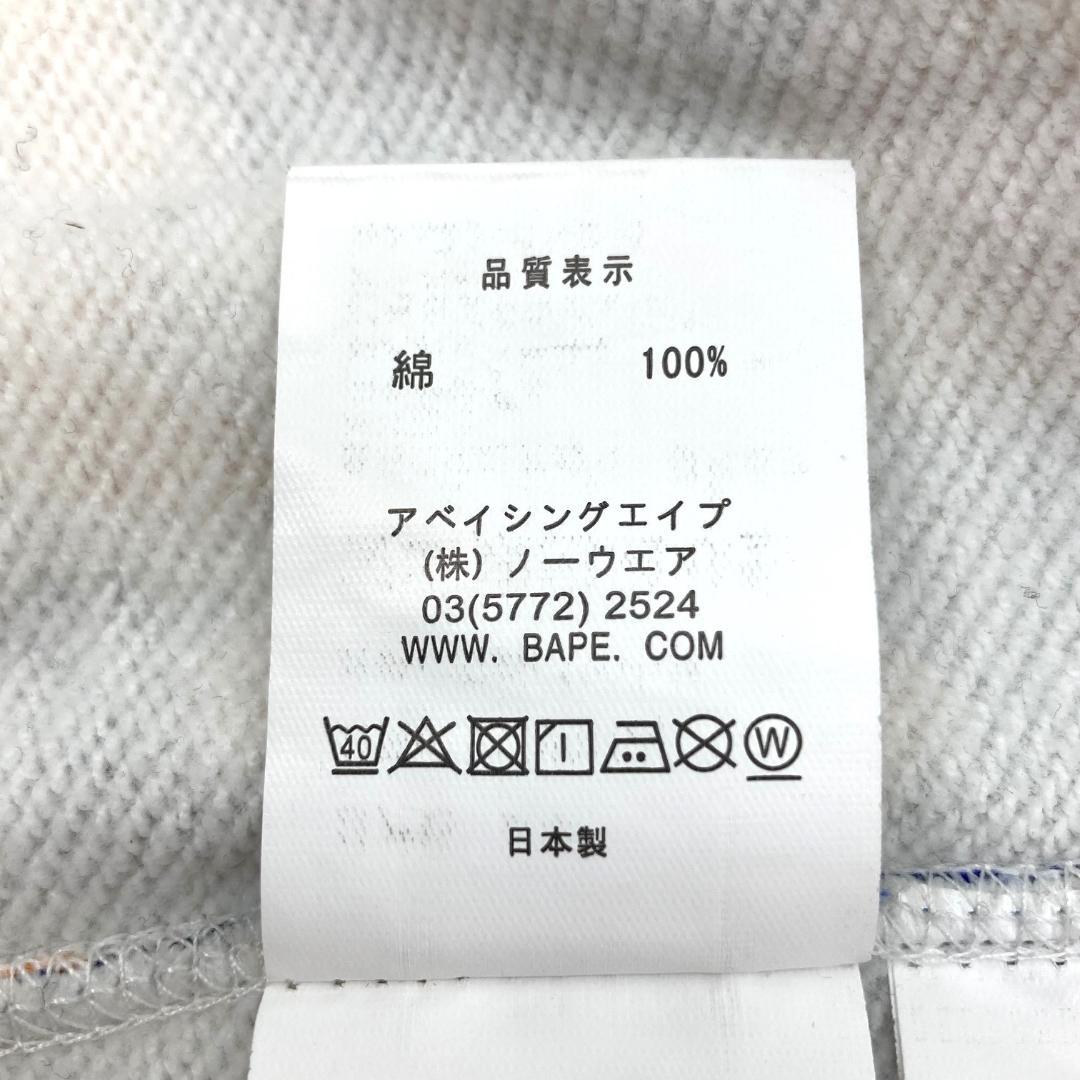 品質表示
綿 100%
アベイシングエイプ
(株) ノーウエア
03(5772) 2524
WWW. BAPE. COM
40 W
日本製